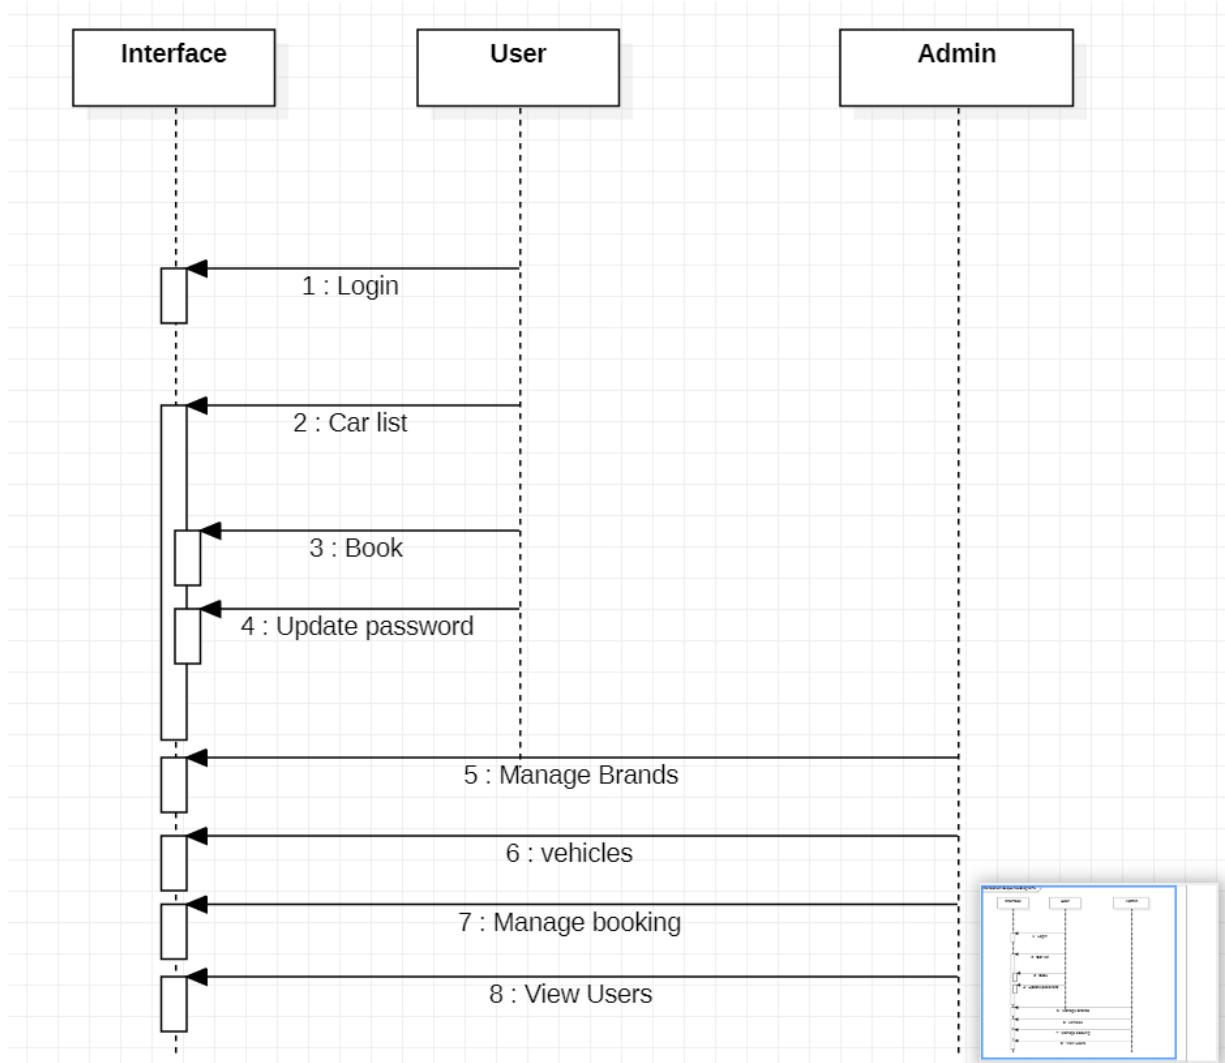 Interface
User
Admin
1 : Login
2 : Car list
3 : Book
4 : Update password
5 : Manage Brands
6 : vehicles
7 : Manage booking
8 : View Users